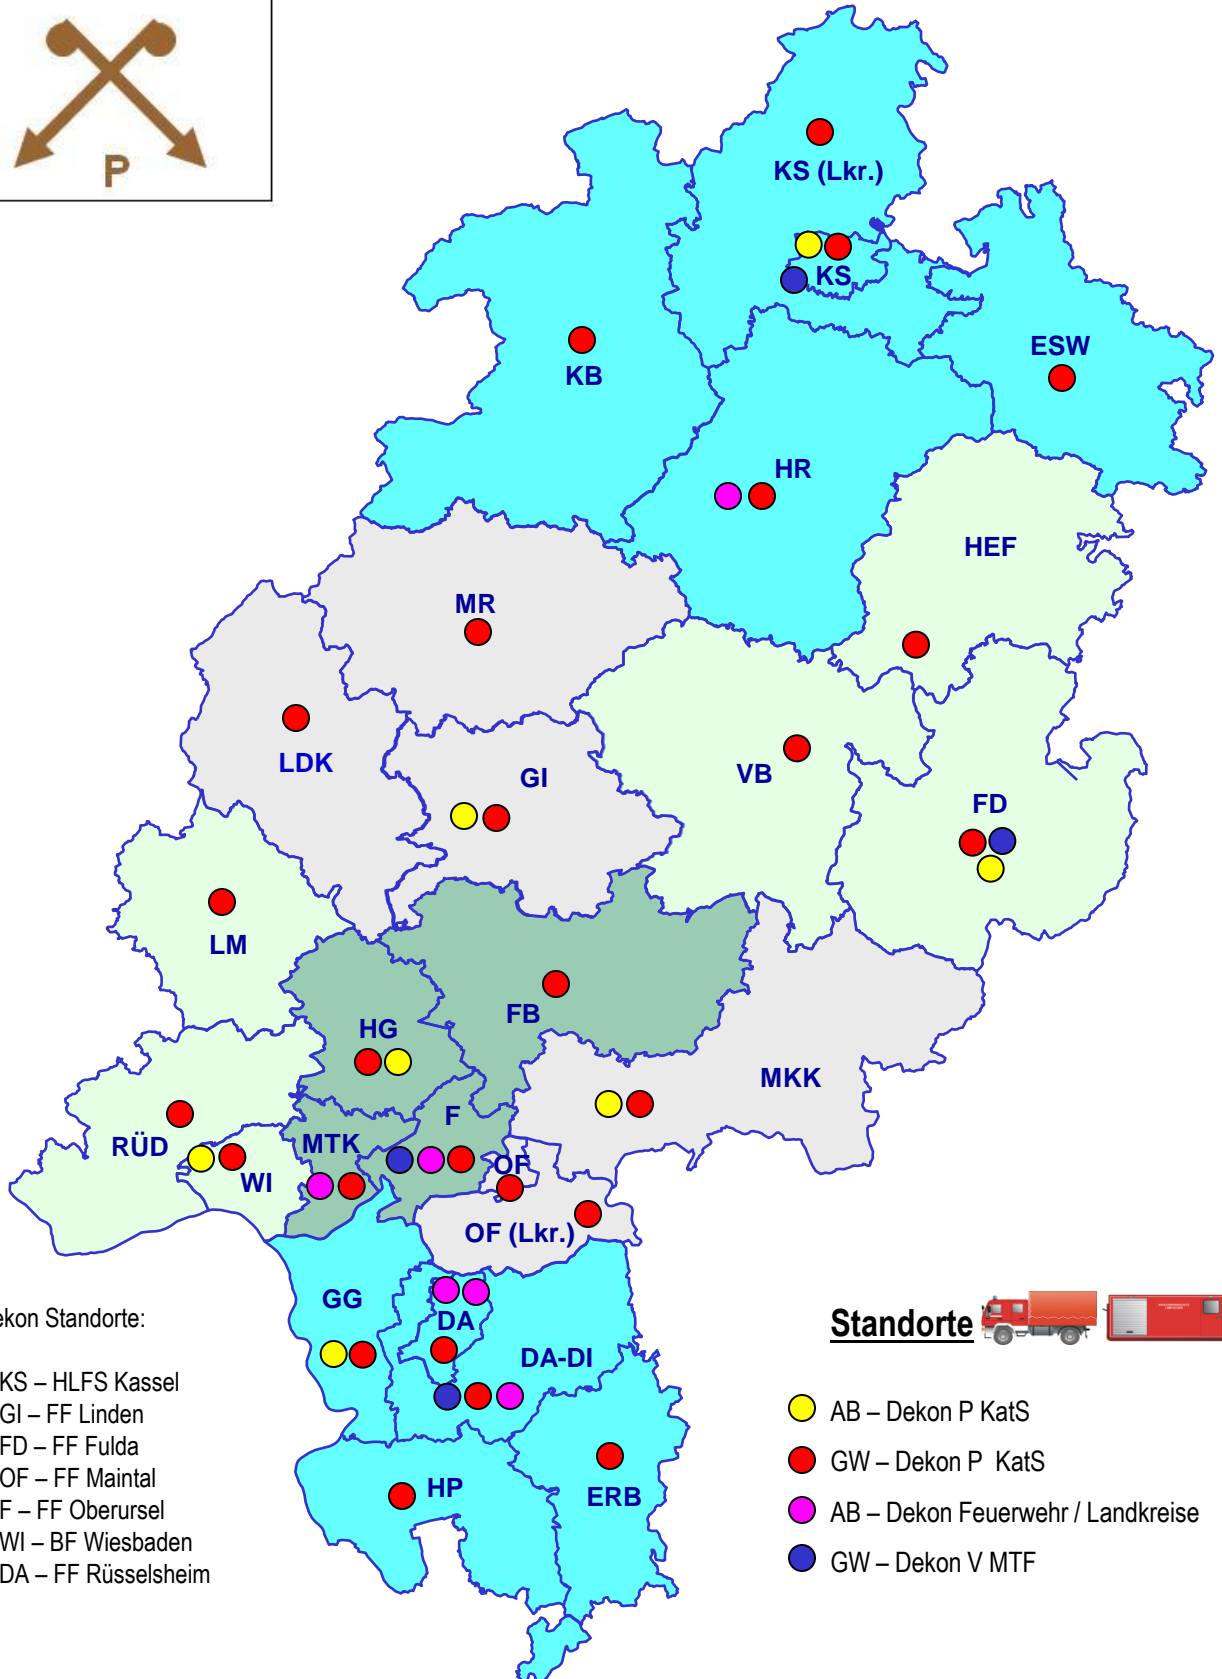 P
KS (Lkr.)
KS
ESW
KB
HR
HEF
MR
LDK
GI
VB
FD
LM
FB
HG
MKK
F
MTK
RÜD
OF
WI
OF (Lkr.)
GG
DA
DA-DI
HP
ERB
ekon Standorte:
KS – HLFS Kassel
GI – FF Linden
FD – FF Fulda
OF – FF Maintal
F – FF Oberursel
WI – BF Wiesbaden
DA – FF Rüsselsheim
Standorte
AB – Dekon P KatS
GW – Dekon P KatS
AB – Dekon Feuerwehr / Landkreise
GW – Dekon V MTF